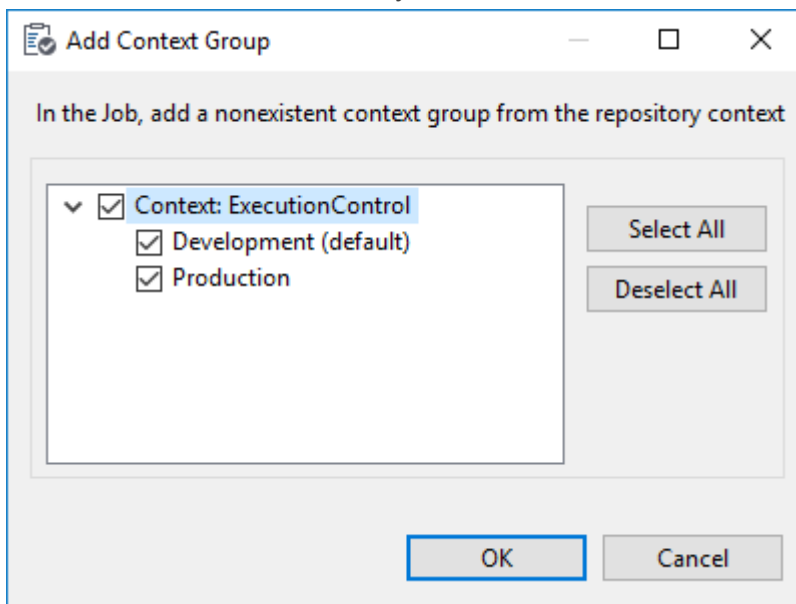 Add Context Group
In the Job, add a nonexistent context group from the repository context
Context: ExecutionControl
Development (default)
Production
Select All
Deselect All
OK
Cancel